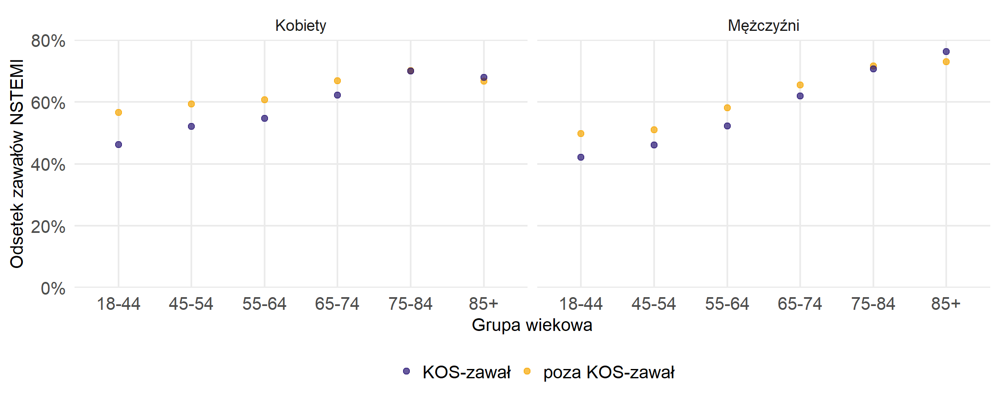 Kobiety
Mężczyźni
Odsetek zawałów NSTEMI
80%
60%
40%
20%
0%
18-44 45-54 55-64 65-74 75-84 85+
18-44 45-54 55-64 65-74 75-84 85+
Grupa wiekowa
KOS-zawał poza KOS-zawał